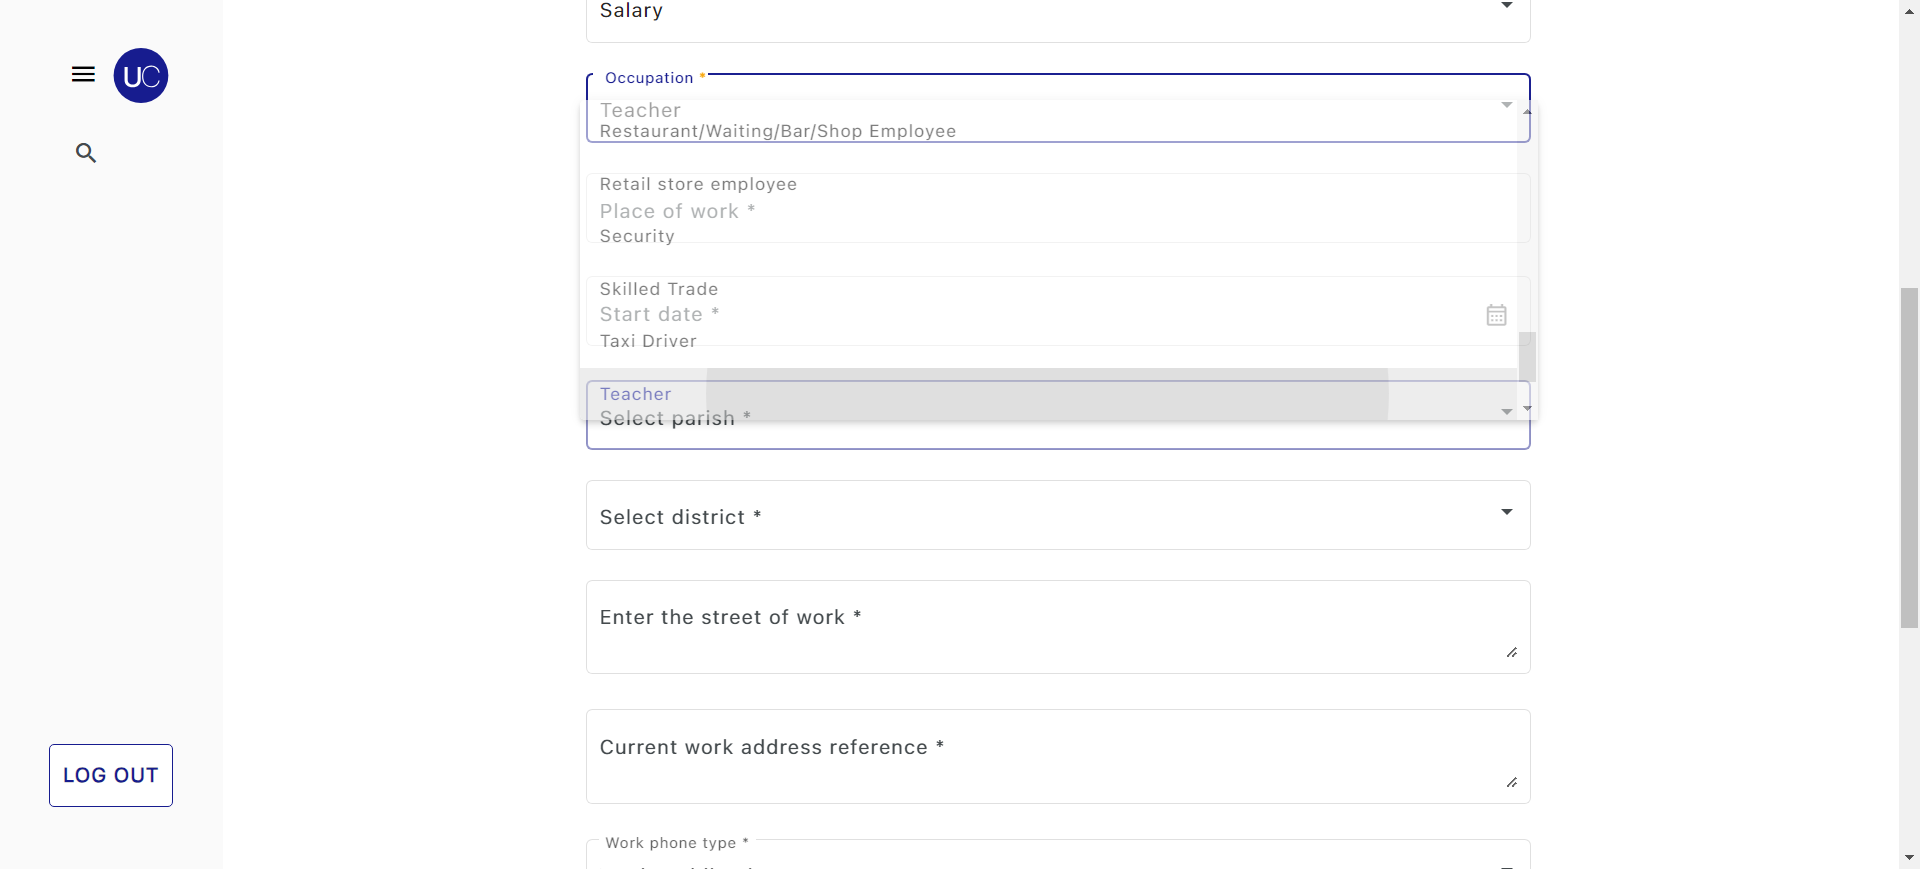 Salary
UC
Occupation *
Teacher
Restaurant/Waiting/Bar/Shop Employee
Retail store employee
Place of work *
Security
Skilled Trade
Start date *
Taxi Driver
Teacher
Select parish *
Select district *
Enter the street of work *
Current work address reference *
LOG OUT
Work phone type *